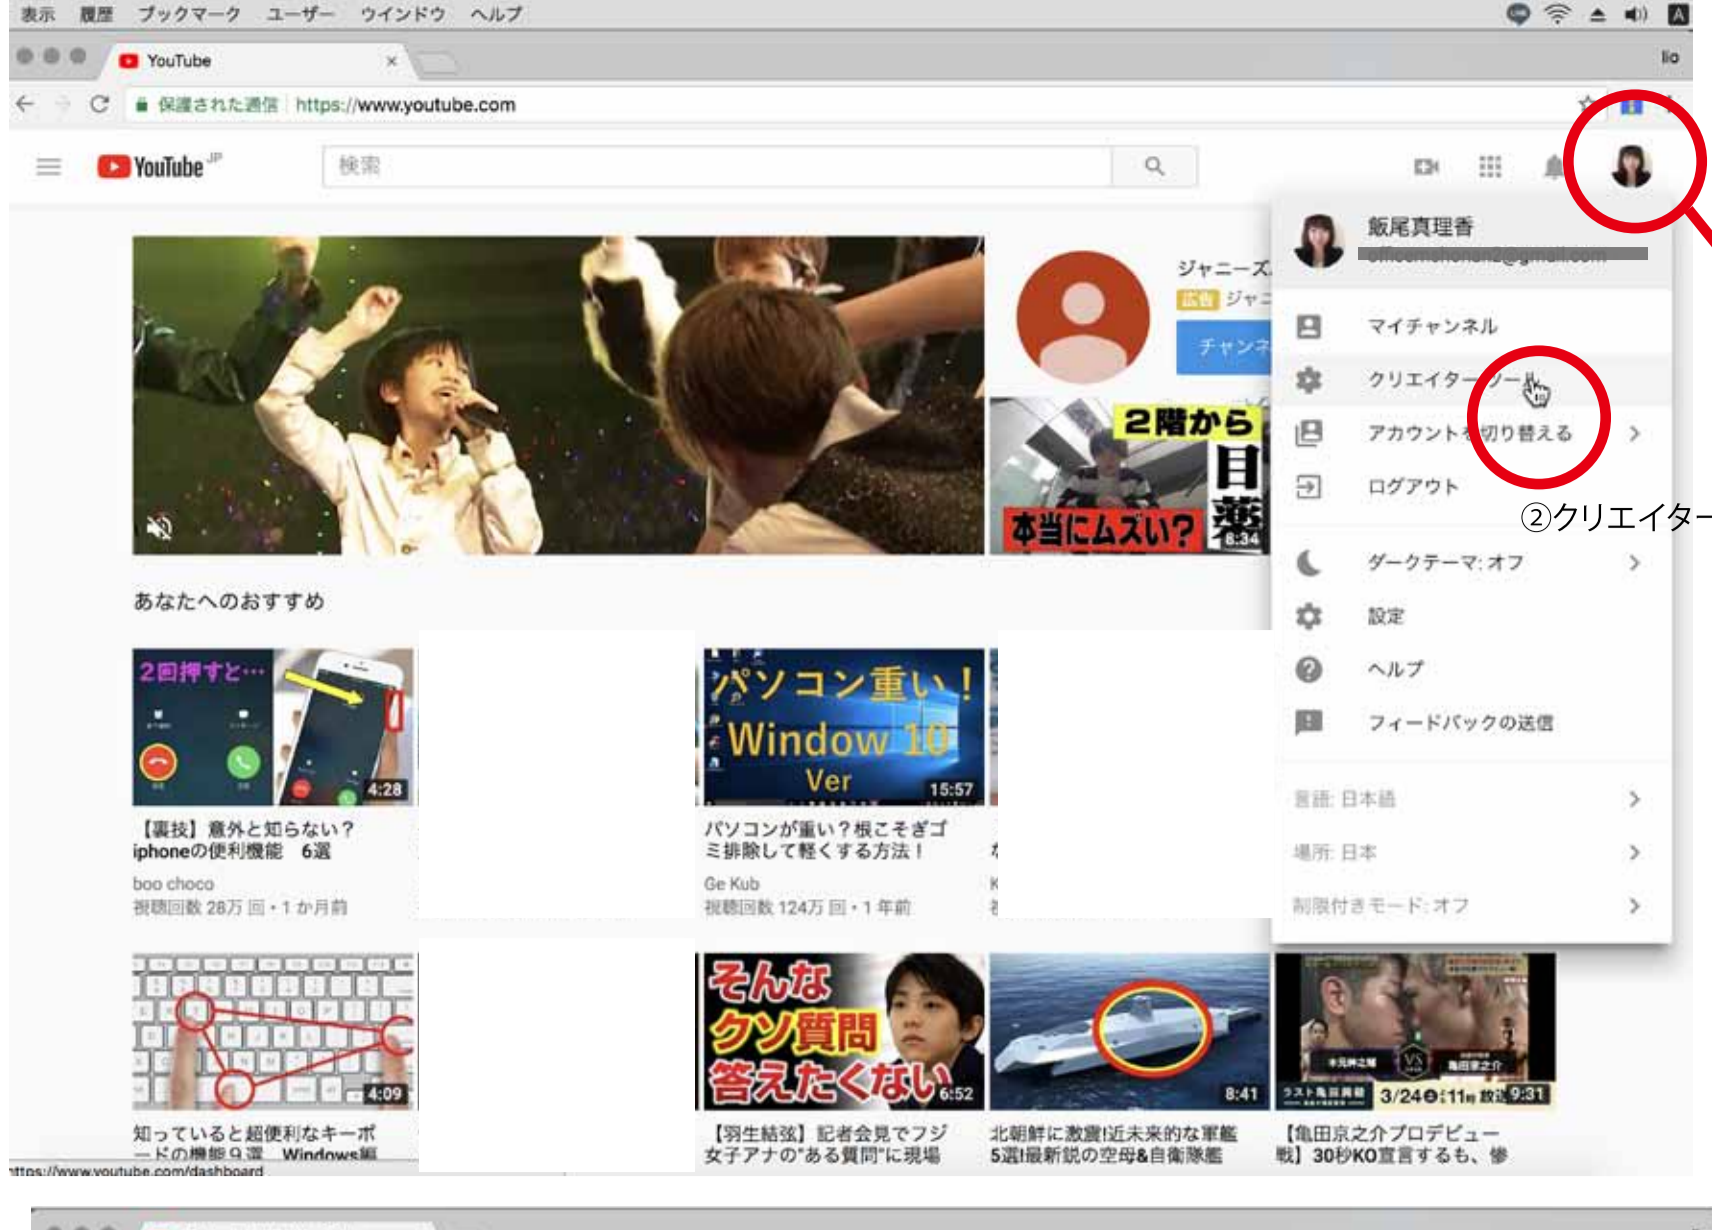 表示 履歴 ブックマーク ユーザー ウインドウ ヘルプ
A
YouTube ×
lio
保護された通信 https://www.youtube.com
YouTube JP
検索
飯尾真理香
ジャニーズ
広告 ジャニ
チャンネ
マイチャンネル
クリエイター ツール
アカウントを切り替える
ログアウト
②クリエイター
2階から
目薬
本当にムズい?
8:34
ダークテーマ: オフ
設定
ヘルプ
フィードバックの送信
言語: 日本語
場所: 日本
制限付きモード: オフ
あなたへのおすすめ
2回押すと…
4:28
パソコン重い!
Window 10
Ver
15:57
【裏技】意外と知らない?
iphoneの便利機能 6選
boo choco
視聴回数 28万 回・1 か月前
パソコンが重い?根こそぎゴ
ミ排除して軽くする方法!
Ge Kub
視聴回数 124万 回・1 年前
4:09
そんな
クソ質問
答えたくない
6:52
8:41
VS
亀田京之介
3/24 11時 放送
9:31
知っていると超便利なキーボ
ードの機能9選 Windows編
【羽生結弦】記者会見でフジ
女子アナの"ある質問"に現場
北朝鮮に激震!近未来的な軍艦
5選!最新鋭の空母&自衛隊艦
【亀田京之介プロデビュー
戦】30秒KO宣言するも、惨
https://www.youtube.com/dashboard